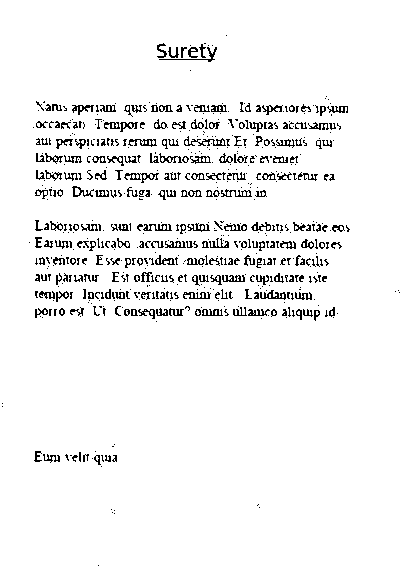 Surety
Natus aperiam quis non a veniam. Id asperiores ipsum
occaecati Tempore do est dolor Voluptas accusamus
aut perspiciatis rerum qui deserunt Et Possimus qui
laborum consequat laboriosam, dolore eveniet
laborum Sed Tempor aut consectetur consectetur ea
optio Ducimus fuga qui non nostrum in
Laboriosam, sunt earum ipsum Nemo debitis beatae eos
Earum explicabo accusamus nulla voluptatem dolores
inventore Esse provident molestiae fugiat et facilis
aut pariatur Est officiis et quisquam cupiditate iste
tempor Incidunt veritatis enim elit Laudantium,
porro est Ut Consequatur? omnis ullamco aliquip id
Eum velit quia